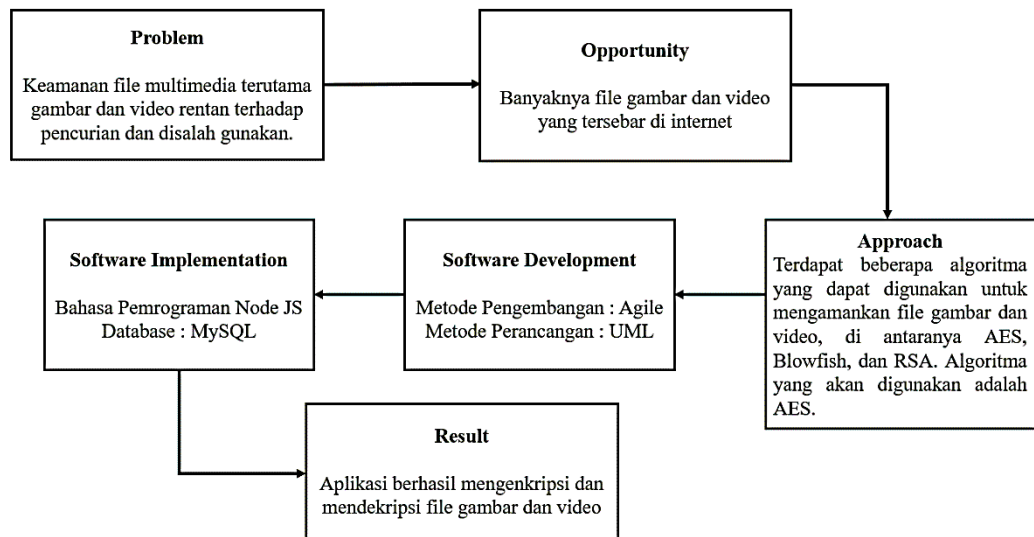 Problem
Keamanan file multimedia terutama
gambar dan video rentan terhadap
pencurian dan disalah gunakan.
Opportunity
Banyaknya file gambar dan video
yang tersebar di internet
Approach
Terdapat beberapa algoritma
yang dapat digunakan untuk
mengamankan file gambar dan
video, di antaranya AES,
Blowfish, dan RSA. Algoritma
yang akan digunakan adalah
AES.
Software Development
Metode Pengembangan : Agile
Metode Perancangan : UML
Software Implementation
Bahasa Pemrograman Node JS
Database : MySQL
Result
Aplikasi berhasil mengenkripsi dan
mendekripsi file gambar dan video